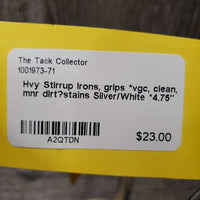 The Tack Collector
1001973-71
Hvy Stirrup Irons, grips *vgc, clean,
mnr dirt?stains Silver/White *4.75"
A2QTDN
$23.00